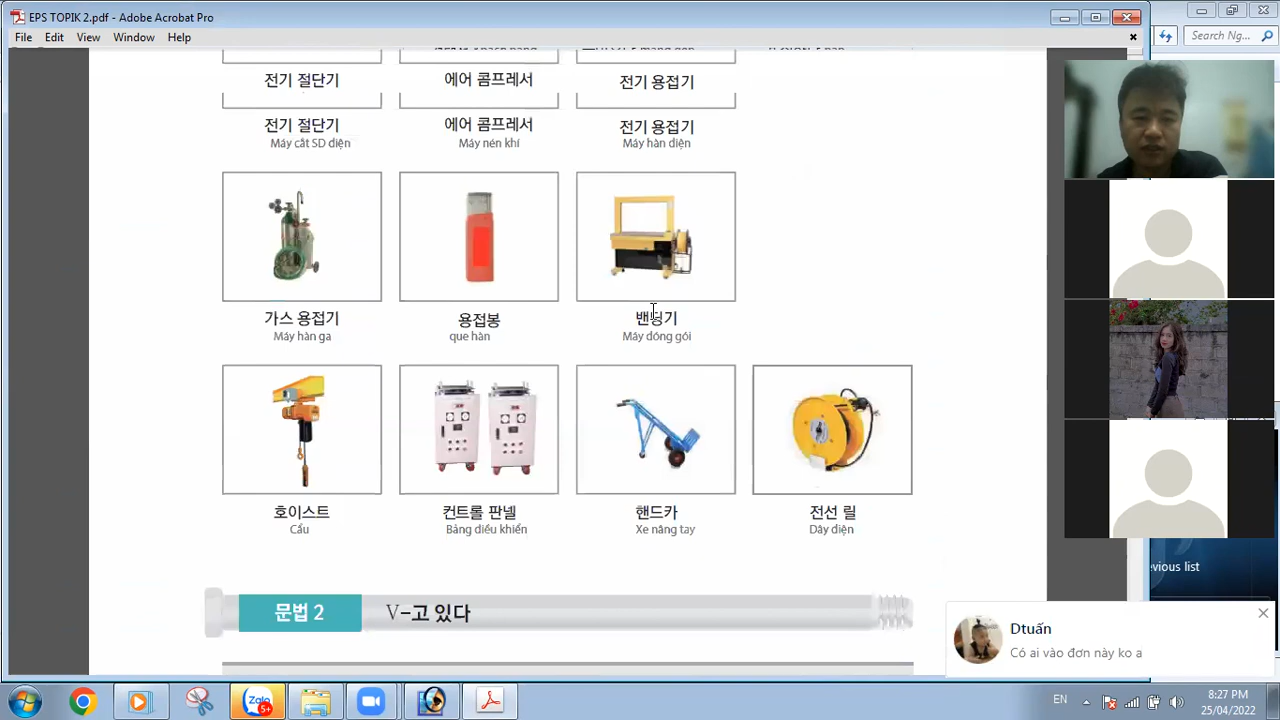 EPS TOPIK 2.pdf - Adobe Acrobat Pro
File Edit View Window Help
Search Ng...
전기 절단기 에어 콤프레서 전기 용접기
전기 절단기 에어 콤프레서 전기 용접기
Máy cắt SD điện Máy nén khí Máy hàn điện
가스 용접기 용접봉 밴딩기
Máy hàn ga que hàn Máy đóng gói
호이스트 컨트롤 판넬 핸드카 전선 릴
Cẩu Bảng điều khiển Xe nâng tay Dây điện
evious list
문법 2 V-고 있다
Dtuấn
Có ai vào đơn này ko a
Zalo
5+
EN
8:27 PM
25/04/2022